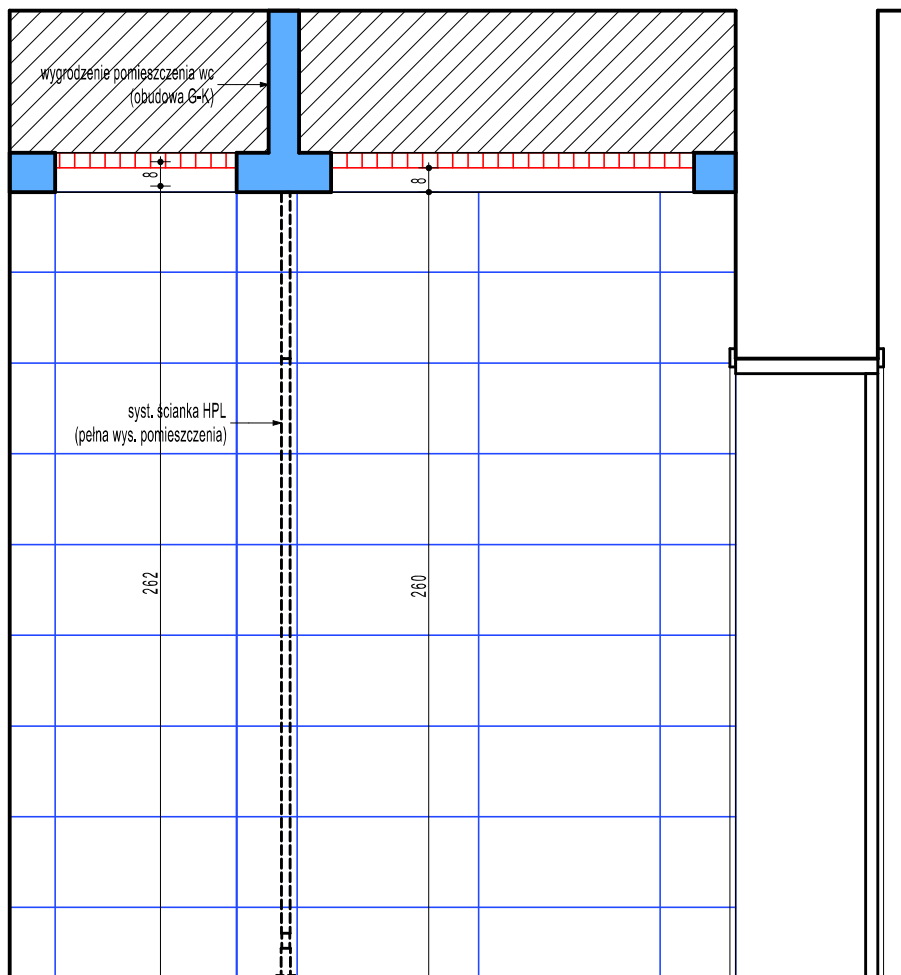 wygrodzenie pomieszczenia wc
(obudowa G-K)
8
8
syst. ścianka HPL
(pełna wys. pomieszczenia)
262
260